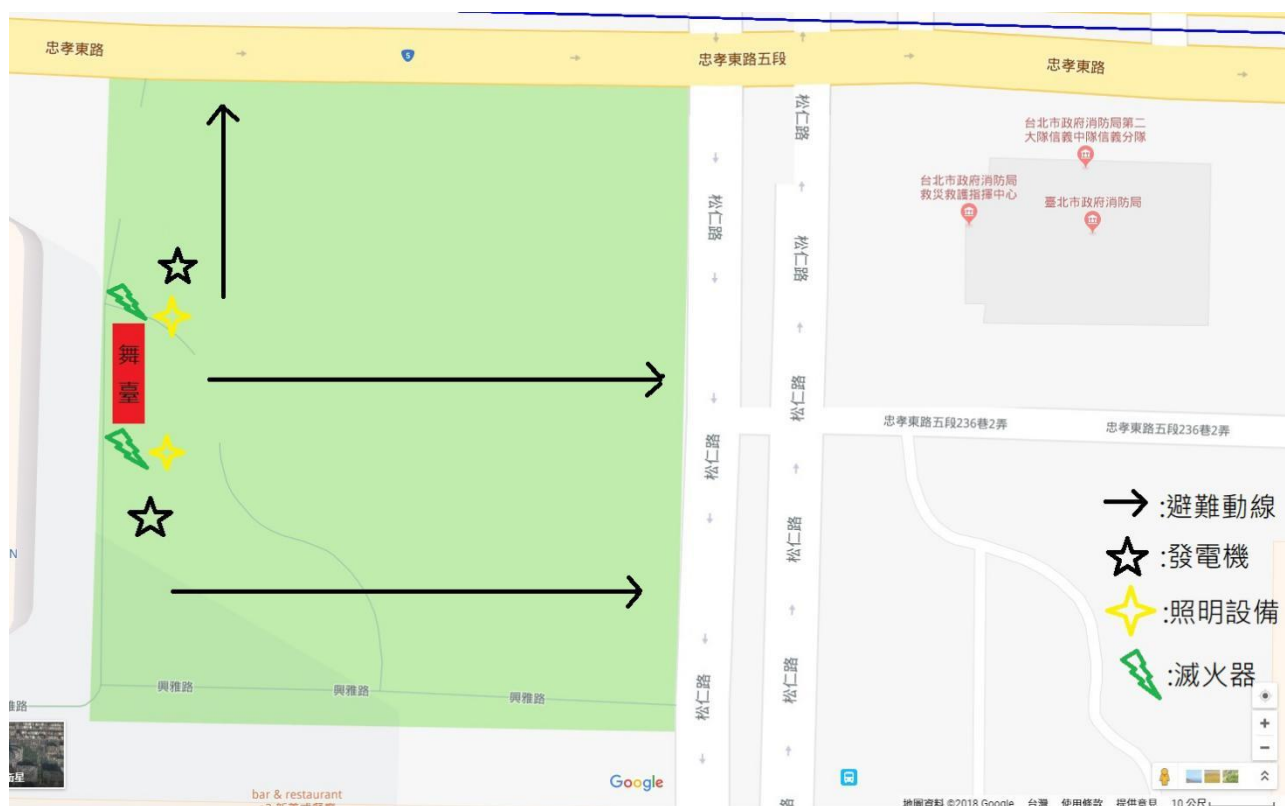 忠孝東路
5
忠孝東路五段
忠孝東路
松仁路
台北市政府消防局第二
大隊信義中隊信義分隊
台北市政府消防局
救災救護指揮中心
臺北市政府消防局
松仁路
松仁路
舞
臺
松仁路
忠孝東路五段236巷2弄
忠孝東路五段236巷2弄
松仁路
:避難動線
松仁路
:發電機
N
:照明設備
:滅火器
興雅路
興雅路
興雅路
松仁路
松仁路
雅路
Google
bar & restaurant
地圖資料 ©2018 Google
台灣
使用條款
提供意見
10 公尺